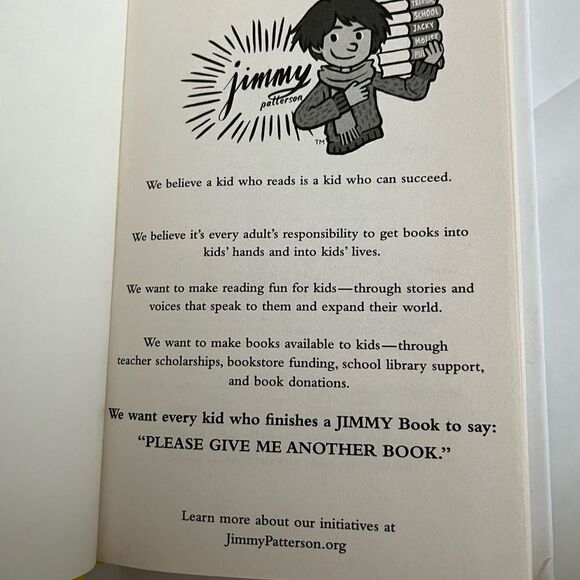 SCHOOL
JACKY
MOUSE
jimmy
patterson
TM
We believe a kid who reads is a kid who can succeed.
We believe it's every adult's responsibility to get books into
kids' hands and into kids' lives.
We want to make reading fun for kids—through stories and
voices that speak to them and expand their world.
We want to make books available to kids—through
teacher scholarships, bookstore funding, school library support,
and book donations.
We want every kid who finishes a JIMMY Book to say:
“PLEASE GIVE ME ANOTHER BOOK.”
Learn more about our initiatives at
JimmyPatterson.org